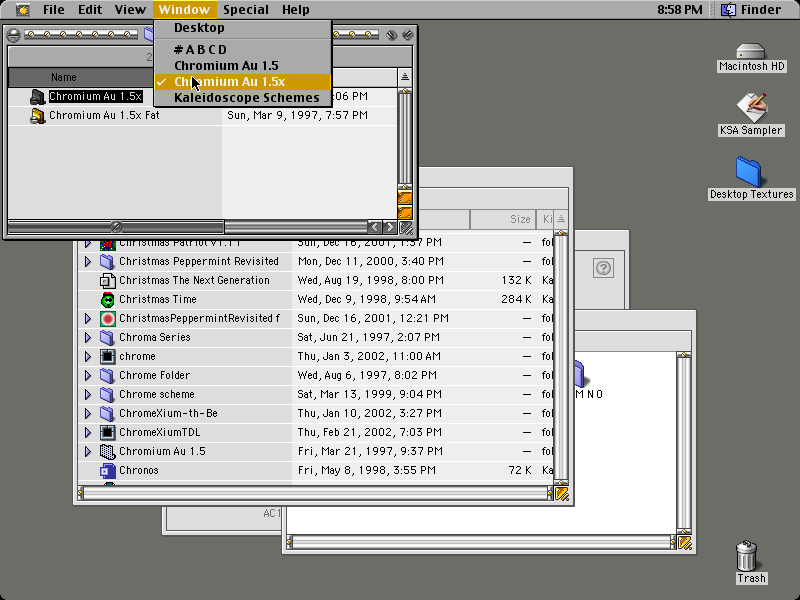 File Edit View Window Special Help 8:58 PM Finder
Desktop
# A B C D
Chromium Au 1.5
✓ Chromium Au 1.5x
Kaleidoscope Schemes
2
Name
Chromium Au 1.5x :06 PM
Chromium Au 1.5x Fat Sun, Mar 9, 1997, 7:57 PM
Macintosh HD
KSA Sampler
Desktop Textures
Size Ki
Christmas Patriot v1.11 Sun, Dec 16, 2001, 1:37 PM — fol
Christmas Peppermint Revisited Mon, Dec 11, 2000, 3:40 PM — fol
Christmas The Next Generation Wed, Aug 19, 1998, 8:00 PM 132 K Ka
Christmas Time Wed, Dec 9, 1998, 9:54 AM 284 K Ka
ChristmasPeppermintRevisited f Sun, Dec 16, 2001, 12:21 PM — fol
Chroma Series Sat, Jun 21, 1997, 2:07 PM — fol
chrome Thu, Jan 3, 2002, 11:00 AM — fol
Chrome Folder Wed, Aug 6, 1997, 8:02 PM — fol
Chrome scheme Sat, Mar 13, 1999, 9:04 PM — fol
ChromeXium-th-Be Thu, Jan 10, 2002, 3:27 PM — fol
ChromeXiumTDL Thu, Feb 21, 2002, 7:03 PM — fol
Chromium Au 1.5 Fri, Mar 21, 1997, 9:37 PM — fol
Chronos Fri, May 8, 1998, 3:55 PM 72 K Ka
?
M N O
AC1
Trash